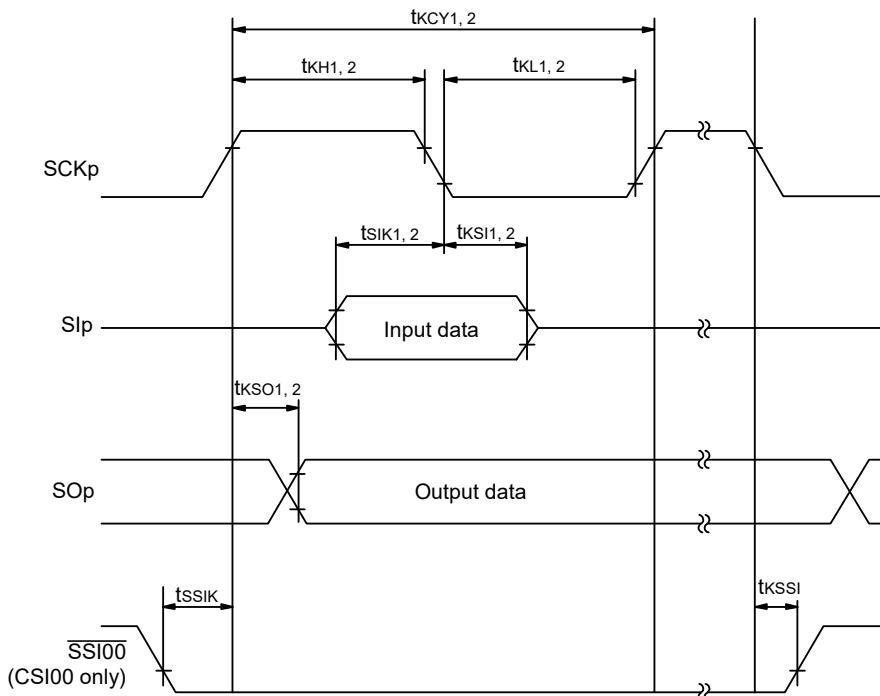 tKCY1, 2
tKH1, 2
tKL1, 2
SCKp
tSIK1, 2
tKSI1, 2
SIp
Input data
tKSO1, 2
SOp
Output data
tSSIK
tKSSI
SSI00
(CSI00 only)